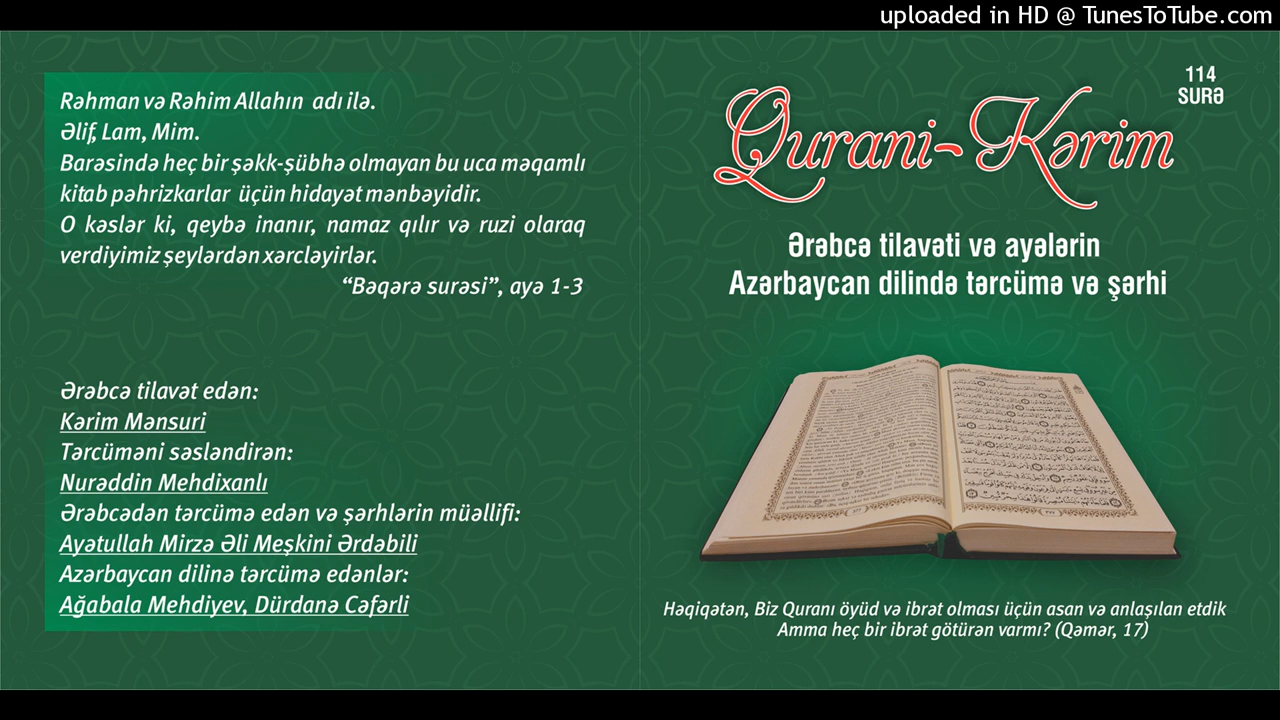 uploaded in HD @ TunesToTube.com
Rəhman və Rəhim Allahın adı ilə.
Əlif, Lam, Mim.
Barəsində heç bir şəkk-şübhə olmayan bu uca məqamlı
kitab pəhrizkarlar üçün hidayət mənbəyidir.
O kəslər ki, qeybə inanır, namaz qılır və ruzi olaraq
verdiyimiz şeylərdən xərcləyirlər.
“Bəqərə surəsi”, ayə 1-3
Ərəbcə tilavət edən:
Kərim Mənsuri
Tərcüməni səsləndirən:
Nurəddin Mehdixanlı
Ərəbcədən tərcümə edən və şərhlərin müəllifi:
Ayətullah Mirzə Əli Meşkini Ərdəbili
Azərbaycan dilinə tərcümə edənlər:
Ağabala Mehdiyev, Dürdanə Cəfərli
114
SURƏ
Qurani-Kərim
Ərəbcə tilavəti və ayələrin
Azərbaycan dilində tərcümə və şərhi
Həqiqətən, Biz Quranı öyüd və ibrət olması üçün asan və anlaşılan etdik
Amma heç bir ibrət götürən varmı? (Qəmər, 17)